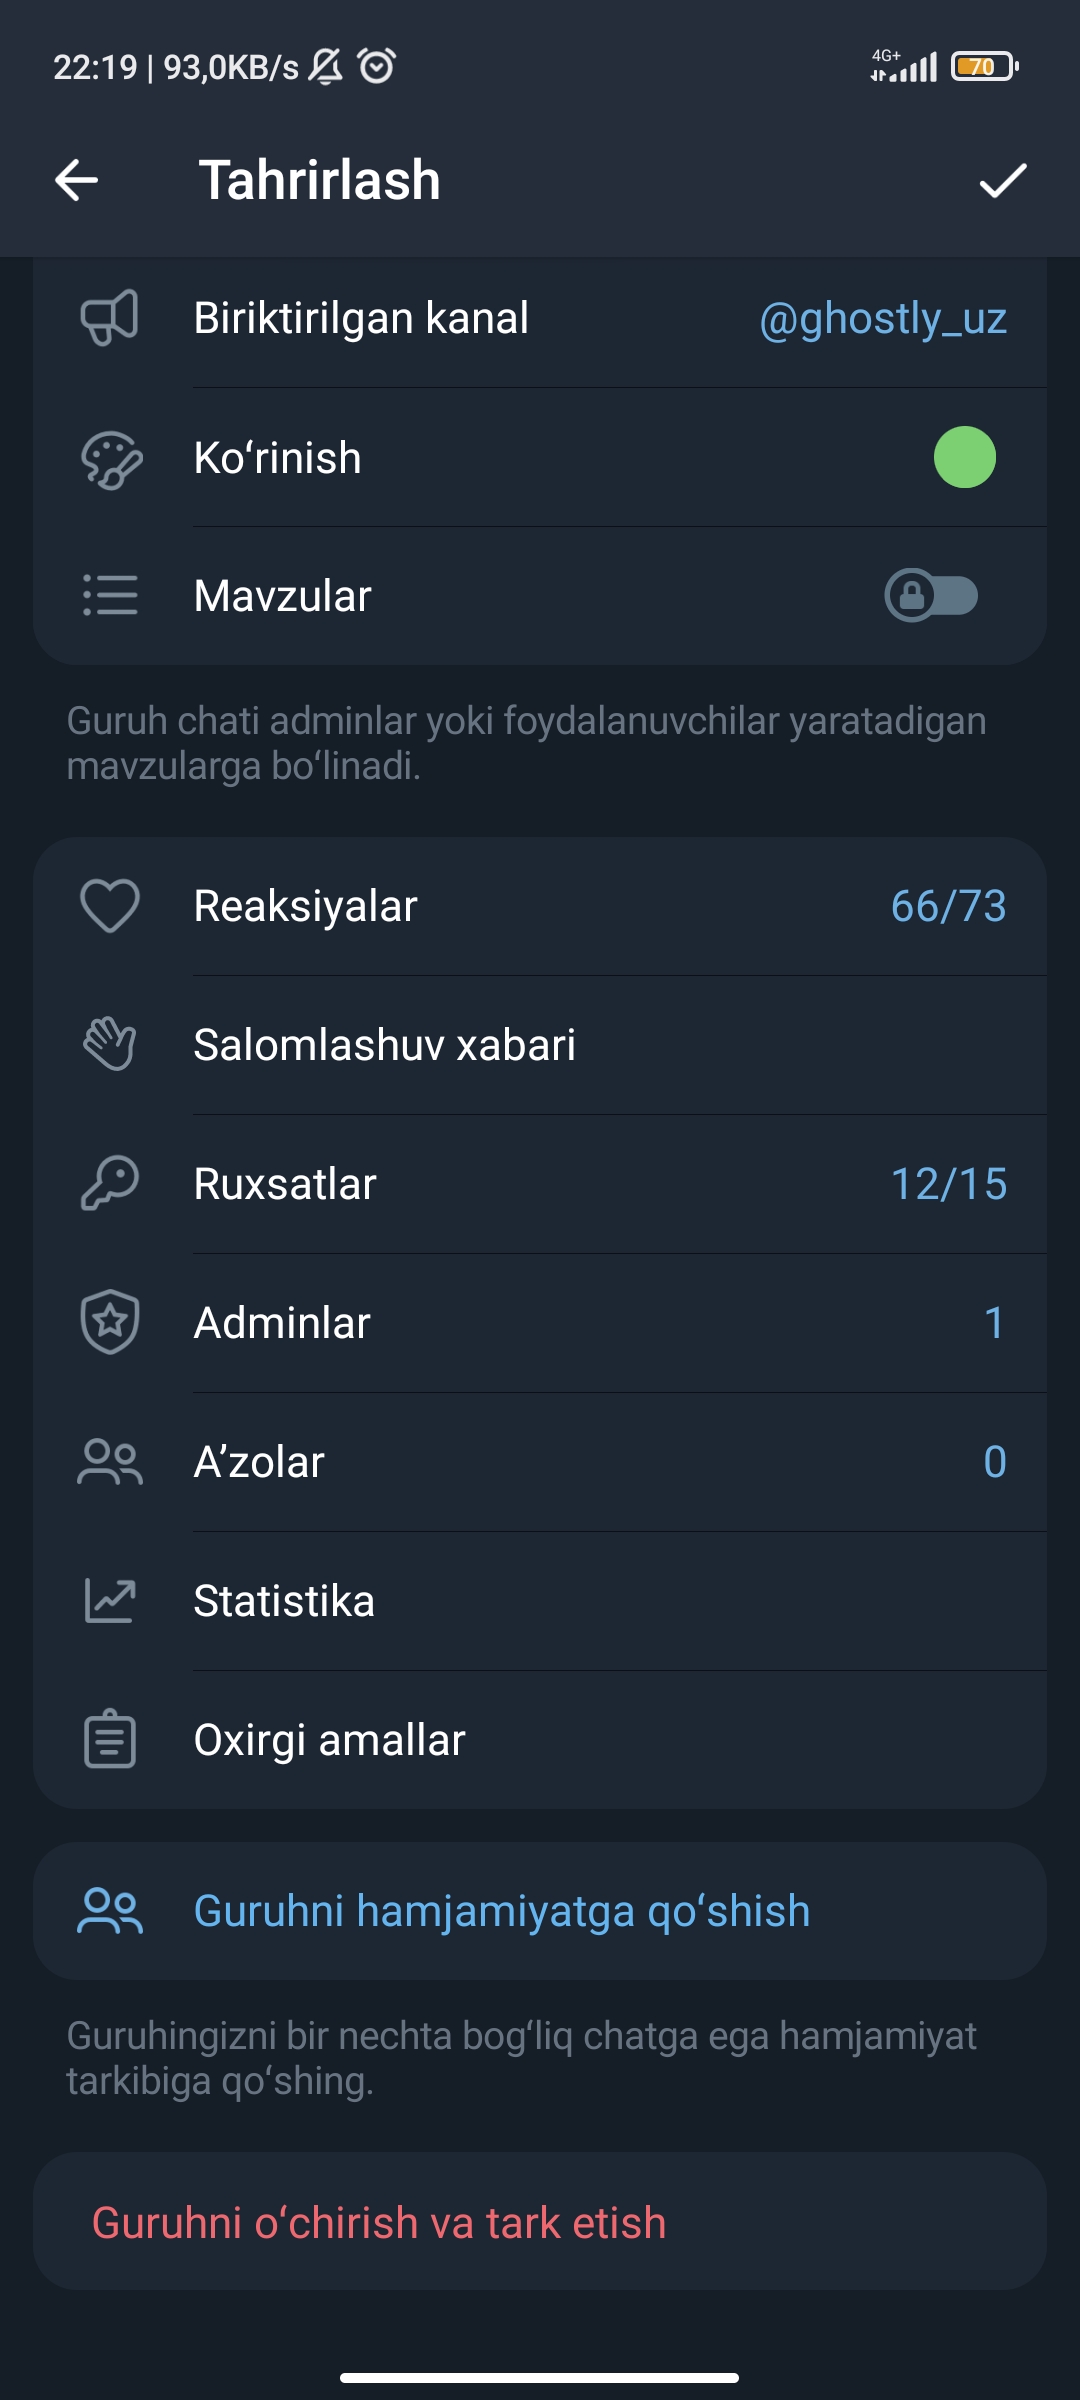 22:19 | 93,0KB/s
4G+
70
Tahrirlash
Biriktirilgan kanal @ghostly_uz
Koʻrinish
Mavzular
Guruh chati adminlar yoki foydalanuvchilar yaratadigan
mavzularga boʻlinadi.
Reaksiyalar 66/73
Salomlashuv xabari
Ruxsatlar 12/15
Adminlar 1
Aʼzolar 0
Statistika
Oxirgi amallar
Guruhni hamjamiyatga qoʻshish
Guruhingizni bir nechta bogʻliq chatga ega hamjamiyat
tarkibiga qoʻshing.
Guruhni oʻchirish va tark etish